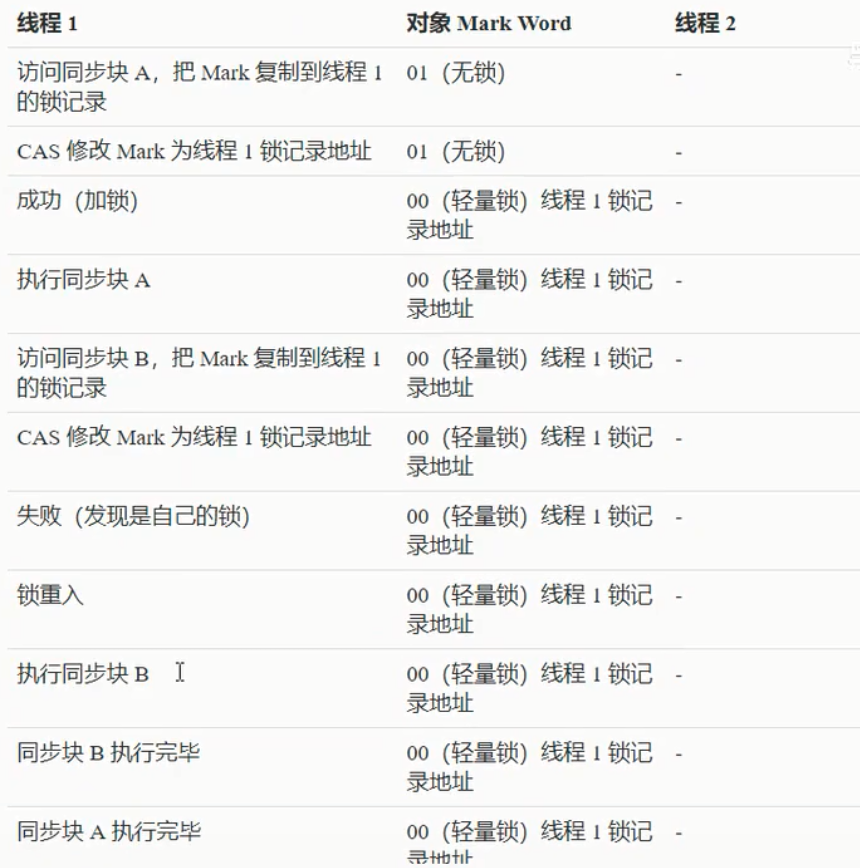 线程 1 对象 Mark Word 线程 2
访问同步块 A，把 Mark 复制到线程 1 01（无锁） -
的锁记录
CAS 修改 Mark 为线程 1 锁记录地址 01（无锁） -
成功（加锁） 00（轻量锁）线程 1 锁记 -
录地址
执行同步块 A 00（轻量锁）线程 1 锁记 -
录地址
访问同步块 B，把 Mark 复制到线程 1 00（轻量锁）线程 1 锁记 -
的锁记录 录地址
CAS 修改 Mark 为线程 1 锁记录地址 00（轻量锁）线程 1 锁记 -
录地址
失败（发现是自己的锁） 00（轻量锁）线程 1 锁记 -
录地址
锁重入 00（轻量锁）线程 1 锁记 -
录地址
执行同步块 B 00（轻量锁）线程 1 锁记 -
录地址
同步块 B 执行完毕 00（轻量锁）线程 1 锁记 -
录地址
同步块 A 执行完毕 00（轻量锁）线程 1 锁记 -
录地址